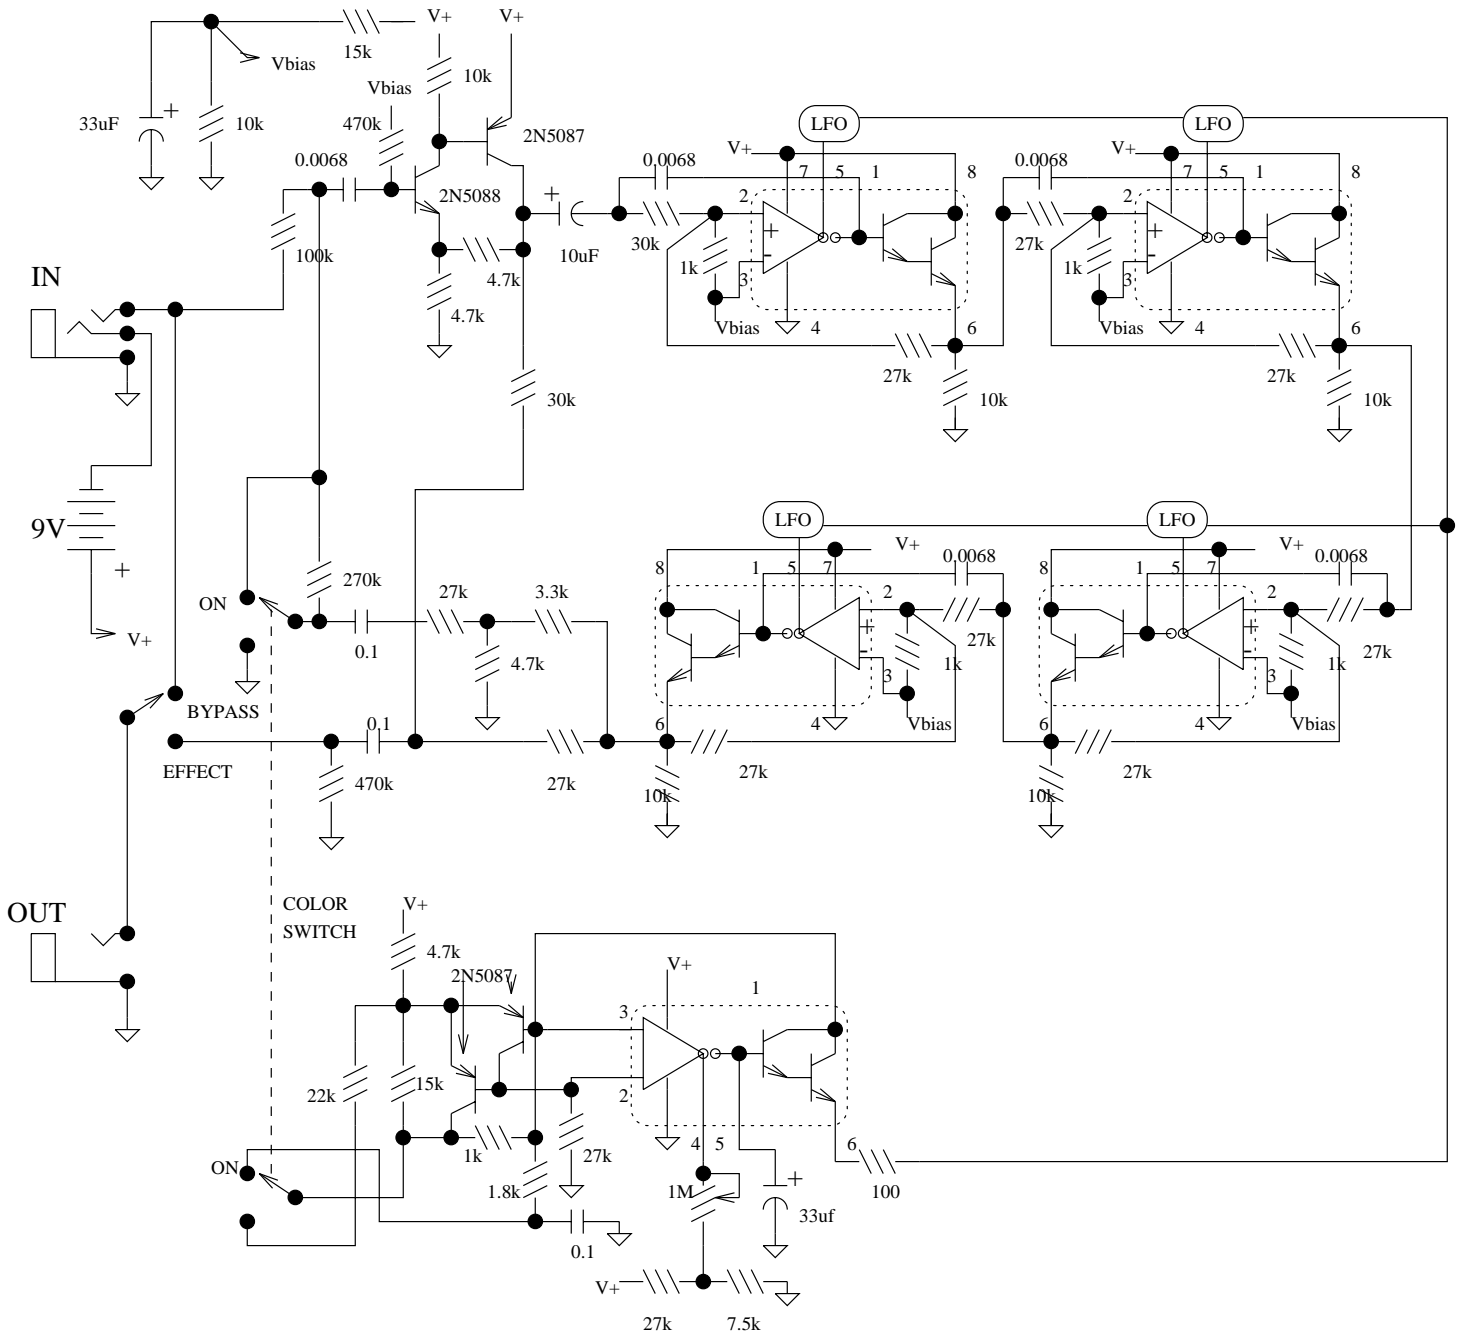 V+
V+
15k
Vbias
10k
Vbias
33uF
+
10k
470k
2N5087
LFO
LFO
0.0068
0.0068
V+
7
5
1
8
0.0068
V+
7
5
1
8
2N5088
+
2
2
100k
4.7k
10uF
30k
1k
+
-
3
27k
1k
+
-
3
IN
4.7k
Vbias
4
6
Vbias
4
6
27k
27k
30k
10k
10k
9V
+
LFO
LFO
V+
V+
8
1
5
7
0.0068
8
1
5
7
0.0068
270k
27k
3.3k
2
2
ON
V+
0.1
4.7k
+
-
27k
1k
+
-
27k
1k
3
3
BYPASS
0.1
6
4
Vbias
6
4
Vbias
EFFECT
470k
27k
27k
27k
10k
10k
OUT
COLOR
SWITCH
V+
4.7k
2N5087
V+
1
3
22k
15k
2
ON
1k
27k
4
5
6
1.8k
1M
+
100
33uf
0.1
V+
27k
7.5k